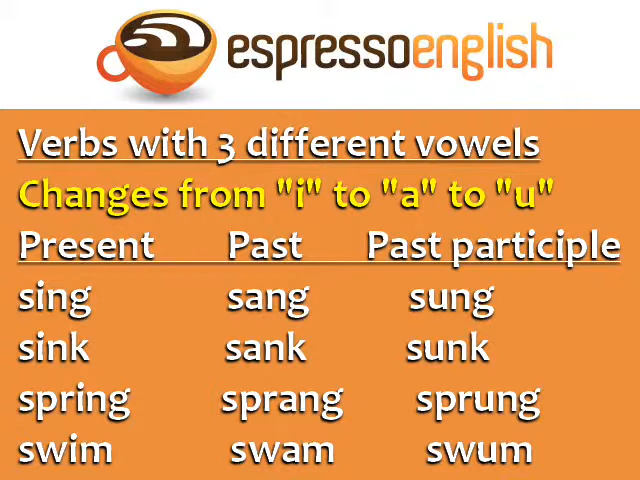 espressoenglish
Verbs with 3 different vowels
Changes from "i" to "a" to "u"
Present Past Past participle
sing sang sung
sink sank sunk
spring sprang sprung
swim swam swum